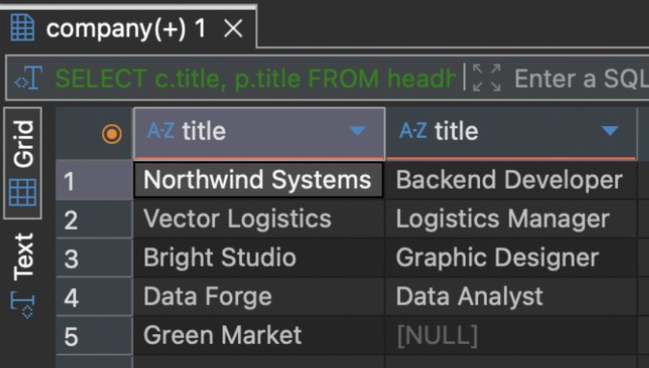 company(+) 1
SELECT c.title, p.title FROM headh
Enter a SQL
Grid
Text
A-Z title A-Z title
1 Northwind Systems Backend Developer
2 Vector Logistics Logistics Manager
3 Bright Studio Graphic Designer
4 Data Forge Data Analyst
5 Green Market [NULL]